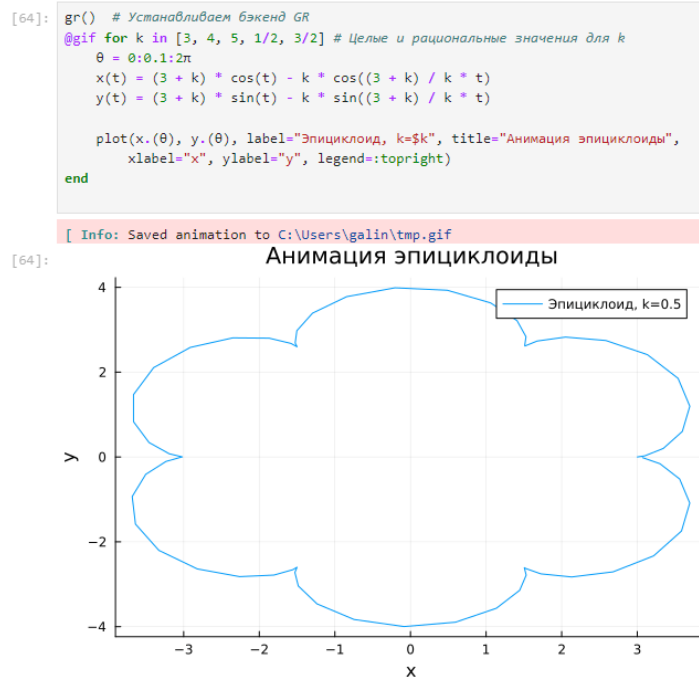 [64]: gr() # Устанавливаем бэкенд GR
@gif for k in [3, 4, 5, 1/2, 3/2] # Целые и рациональные значения для k
θ = 0:0.1:2π
x(t) = (3 + k) * cos(t) - k * cos((3 + k) / k * t)
y(t) = (3 + k) * sin(t) - k * sin((3 + k) / k * t)
plot(x.(θ), y.(θ), label="Эпициклоид, k=$k", title="Анимация эпициклоиды",
xlabel="x", ylabel="y", legend=:topright)
end
[ Info: Saved animation to C:\Users\galin\tmp.gif
[64]:
Анимация эпициклоиды
Эпициклоид, k=0.5
4
2
0
−2
−4
y
−3
−2
−1
0
1
2
3
x